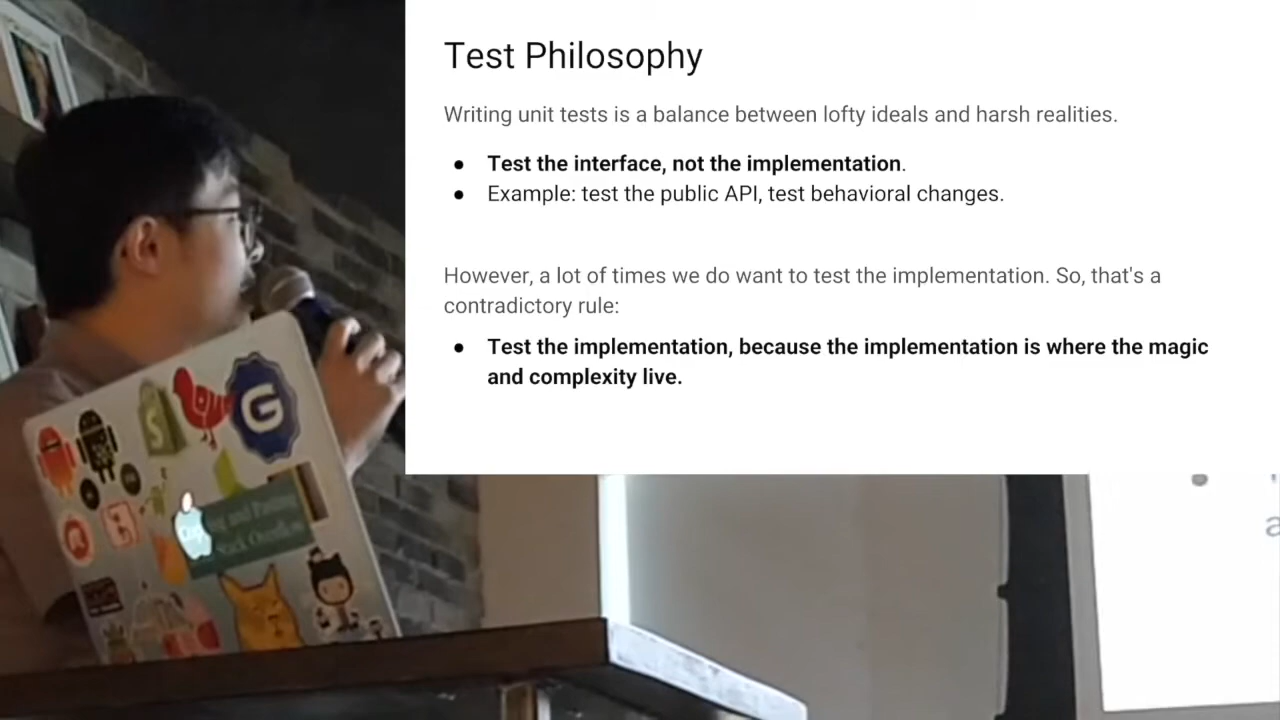 Test Philosophy
Writing unit tests is a balance between lofty ideals and harsh realities.
● Test the interface, not the implementation.
● Example: test the public API, test behavioral changes.
However, a lot of times we do want to test the implementation. So, that's a
contradictory rule:
● Test the implementation, because the implementation is where the magic
and complexity live.
G
S
a